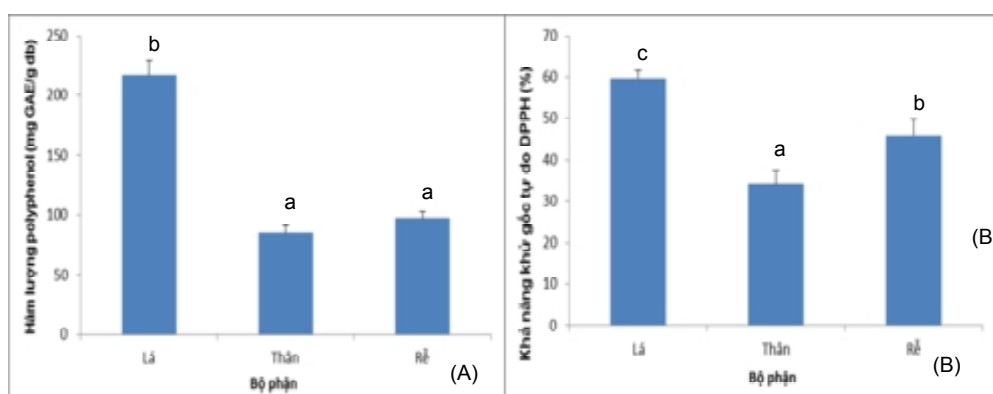 Hàm lượng polyphenol (mg GAE/g db)
250
200
150
100
50
0
b
a
a
Lá
Thân
Rễ
Bộ phận
(A)
Khả năng khử gốc tự do DPPH (%)
70
60
50
40
30
20
10
0
c
a
b
Lá
Thân
Rễ
Bộ phận
(B)
(B